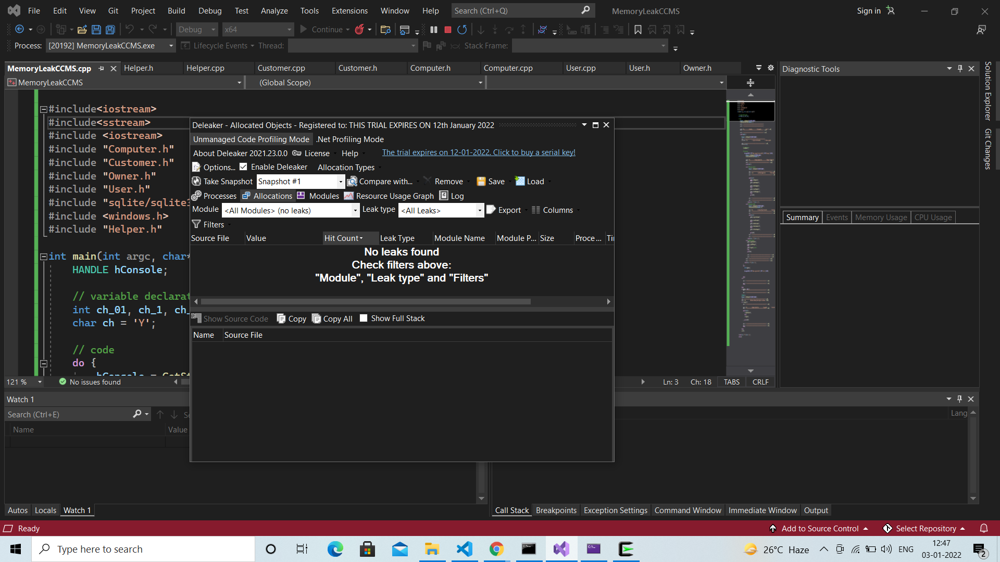 File Edit View Git Project Build Debug Test Analyze Tools Extensions Window Help Search (Ctrl+Q) MemoryLeakCCMS Sign in
Debug x64 Continue
Process: [20192] MemoryLeakCCMS.exe Lifecycle Events Thread: Stack Frame:
MemoryLeakCCMS.cpp Helper.h Helper.cpp Customer.cpp Customer.h Computer.h Computer.cpp User.cpp User.h Owner.h
MemoryLeakCCMS (Global Scope)
#include<iostream>
#include<sstream>
#include <iostream>
#include "Computer.h"
#include "Customer.h"
#include "Owner.h"
#include "User.h"
#include "sqlite/sqlite3
#include <windows.h>
#include "Helper.h"
int main(int argc, char*
HANDLE hConsole;
// variable declarat
int ch_01, ch_1, ch_
char ch = 'Y';
// code
do {
hConsole = GetSt
121 % No issues found Ln: 3 Ch: 18 TABS CRLF
Deleaker - Allocated Objects - Registered to: THIS TRIAL EXPIRES ON 12th January 2022
Unmanaged Code Profiling Mode .Net Profiling Mode
About Deleaker 2021.23.0.0 License Help The trial expires on 12-01-2022. Click to buy a serial key!
Options... Enable Deleaker Allocation Types
Take Snapshot Snapshot #1 Compare with... Remove Save Load
Processes Allocations Modules Resource Usage Graph Log
Module <All Modules> (no leaks) Leak type <All Leaks> Export Columns
Filters
Source File Value Hit Count Leak Type Module Name Module P... Size Proce... Ti
No leaks found
Check filters above:
"Module", "Leak type" and "Filters"
Show Source Code Copy Copy All Show Full Stack
Name Source File
Diagnostic Tools
Summary Events Memory Usage CPU Usage
Solution Explorer
Git Changes
Watch 1
Search (Ctrl+E) Se
Name Value
Lang
Autos Locals Watch 1
Call Stack Breakpoints Exception Settings Command Window Immediate Window Output
Ready Add to Source Control Select Repository
Type here to search 26°C Haze ENG 12:47
03-01-2022 2